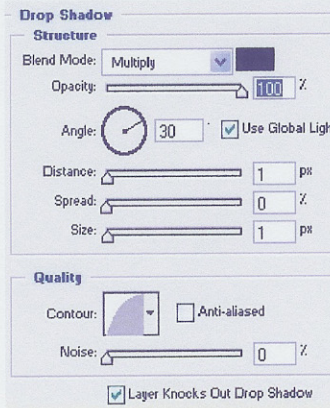 Drop Shadow
Structure
Blend Mode: Multiply
Opacity: 100 %
Angle: 30 ° Use Global Ligh
Distance: 1 px
Spread: 0 %
Size: 1 px
Quality
Contour: Anti-aliased
Noise: 0 %
Layer Knocks Out Drop Shadow